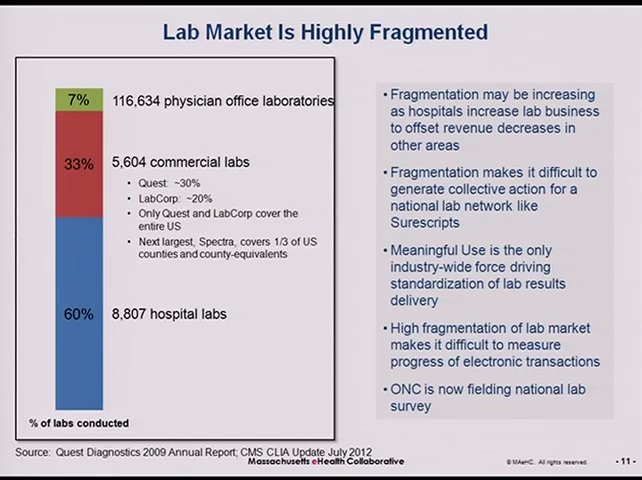 Lab Market Is Highly Fragmented
7%
116,634 physician office laboratories
33%
5,604 commercial labs
• Quest: ~30%
• LabCorp: ~20%
• Only Quest and LabCorp cover the
entire US
• Next largest, Spectra, covers 1/3 of US
counties and county-equivalents
60%
8,807 hospital labs
% of labs conducted
• Fragmentation may be increasing
as hospitals increase lab business
to offset revenue decreases in
other areas
• Fragmentation makes it difficult to
generate collective action for a
national lab network like
Surescripts
• Meaningful Use is the only
industry-wide force driving
standardization of lab results
delivery
• High fragmentation of lab market
makes it difficult to measure
progress of electronic transactions
• ONC is now fielding national lab
survey
Source: Quest Diagnostics 2009 Annual Report; CMS CLIA Update July 2012
Massachusetts eHealth Collaborative
© MAeHC. All rights reserved.
- 11 -